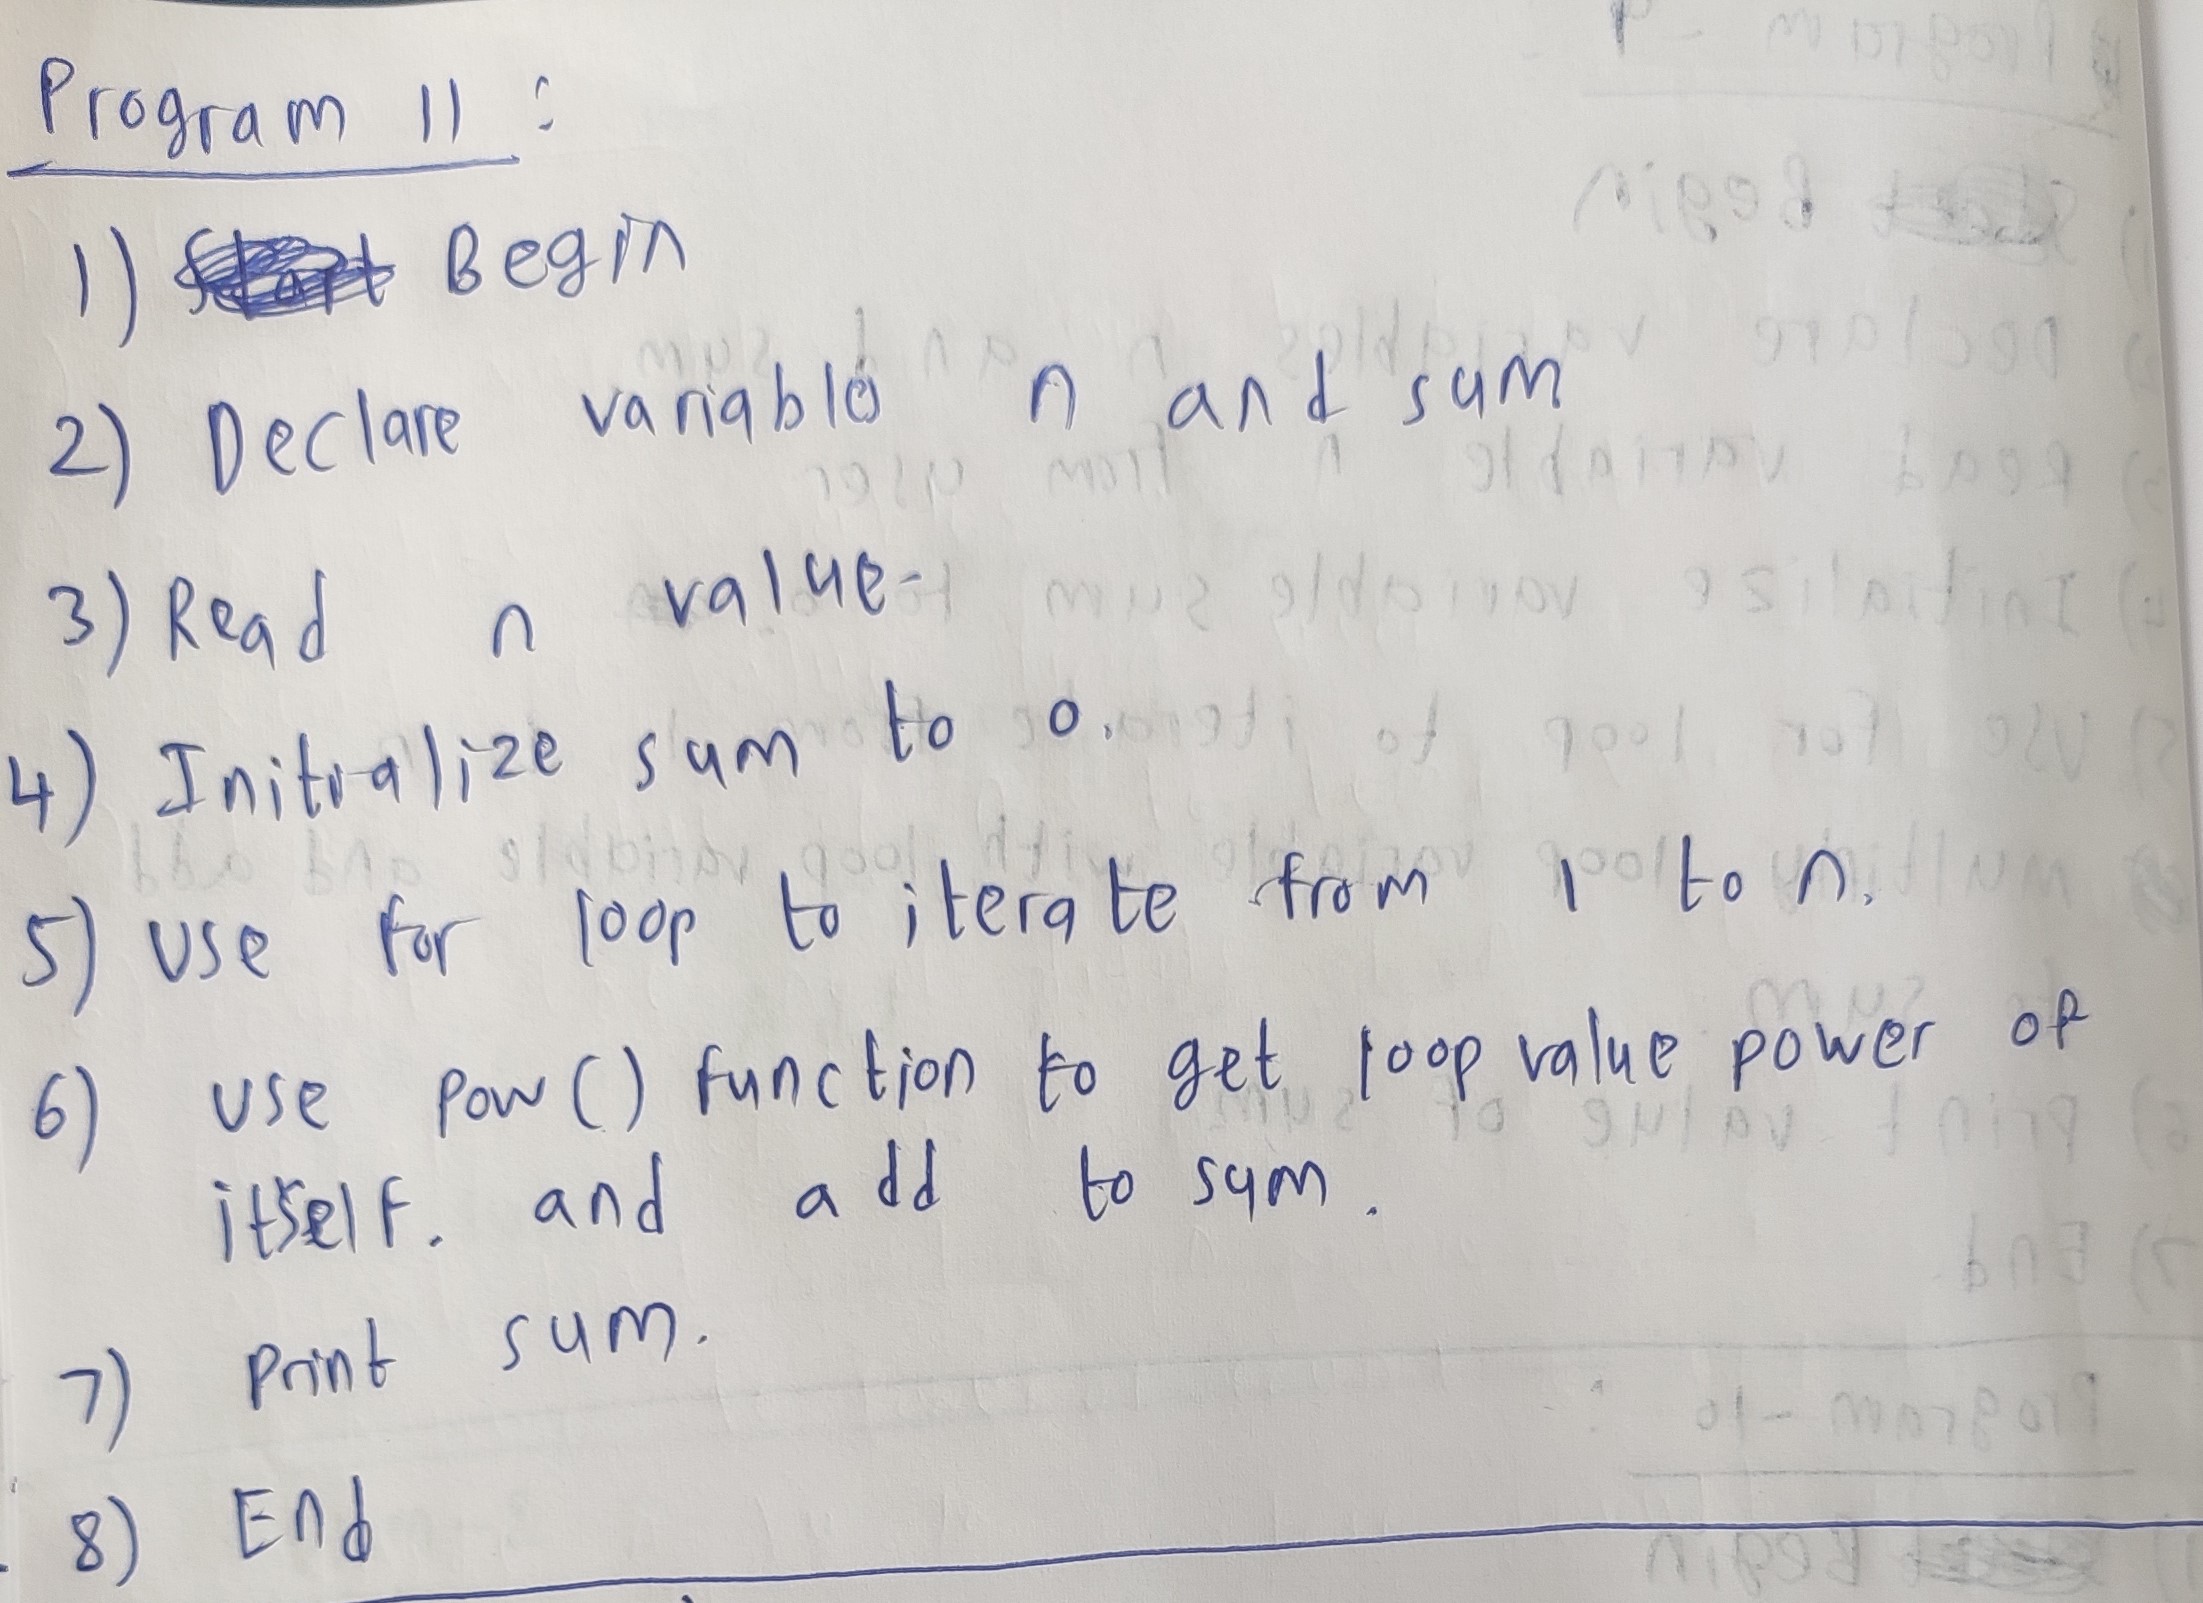 Program 11 :
1) Begin
2) Declare variable n and sum
3) Read n value
4) Initialize sum to 0.
5) Use for loop to iterate from 1 to n.
6) Use pow() function to get loop value power of
itself. and add to sum.
7) Print sum.
8) End